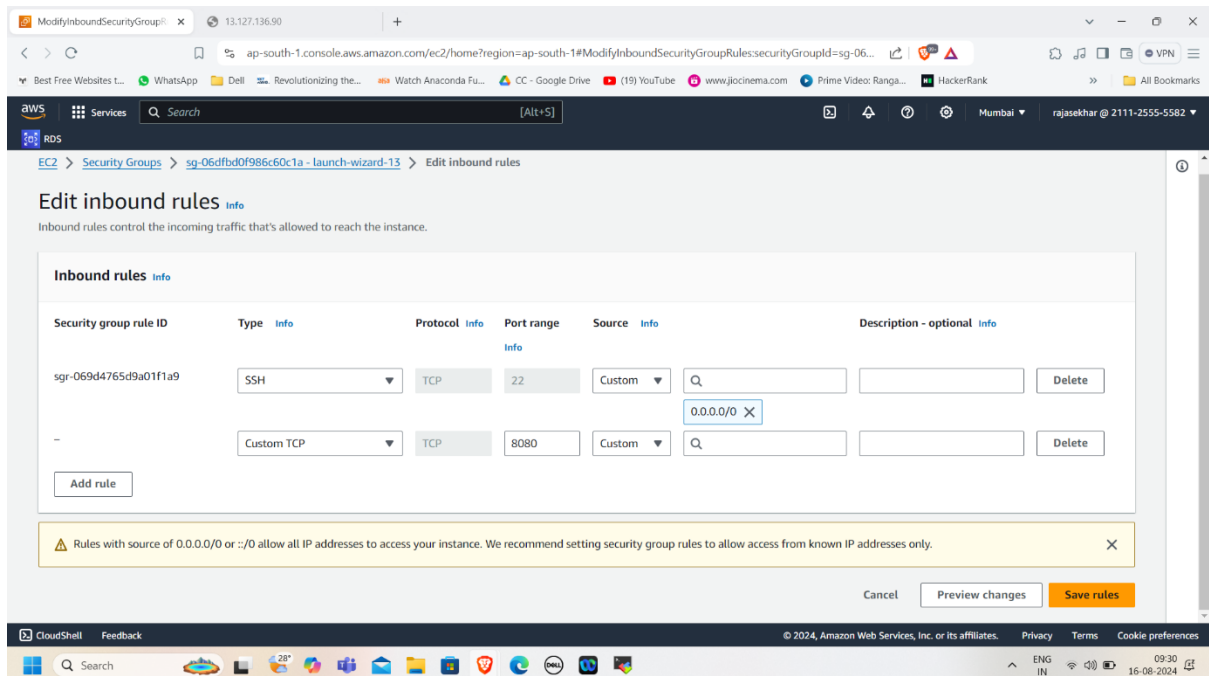 ModifyInboundSecurityGroupR
13.127.136.90
ap-south-1.console.aws.amazon.com/ec2/home?region=ap-south-1#ModifyInboundSecurityGroupRules:securityGroupId=sg-06...
VPN
Best Free Websites t... WhatsApp Dell Revolutionizing the... Watch Anaconda Fu... CC - Google Drive (19) YouTube www.jiocinema.com Prime Video: Ranga... HackerRank » All Bookmarks
aws Services Search [Alt+S] Mumbai rajasekhar @ 2111-2555-5582
RDS
EC2 > Security Groups > sg-06dfbd0f986c60c1a - launch-wizard-13 > Edit inbound rules
Edit inbound rules Info
Inbound rules control the incoming traffic that's allowed to reach the instance.
Inbound rules Info
Security group rule ID Type Info Protocol Info Port range Info Source Info Description - optional Info
sgr-069d4765d9a01f1a9 SSH TCP 22 Custom Delete
0.0.0.0/0
– Custom TCP TCP 8080 Custom Delete
Add rule
Rules with source of 0.0.0.0/0 or ::/0 allow all IP addresses to access your instance. We recommend setting security group rules to allow access from known IP addresses only.
Cancel Preview changes Save rules
CloudShell Feedback © 2024, Amazon Web Services, Inc. or its affiliates. Privacy Terms Cookie preferences
Search 28° DELL ENG 09:30
IN 16-08-2024